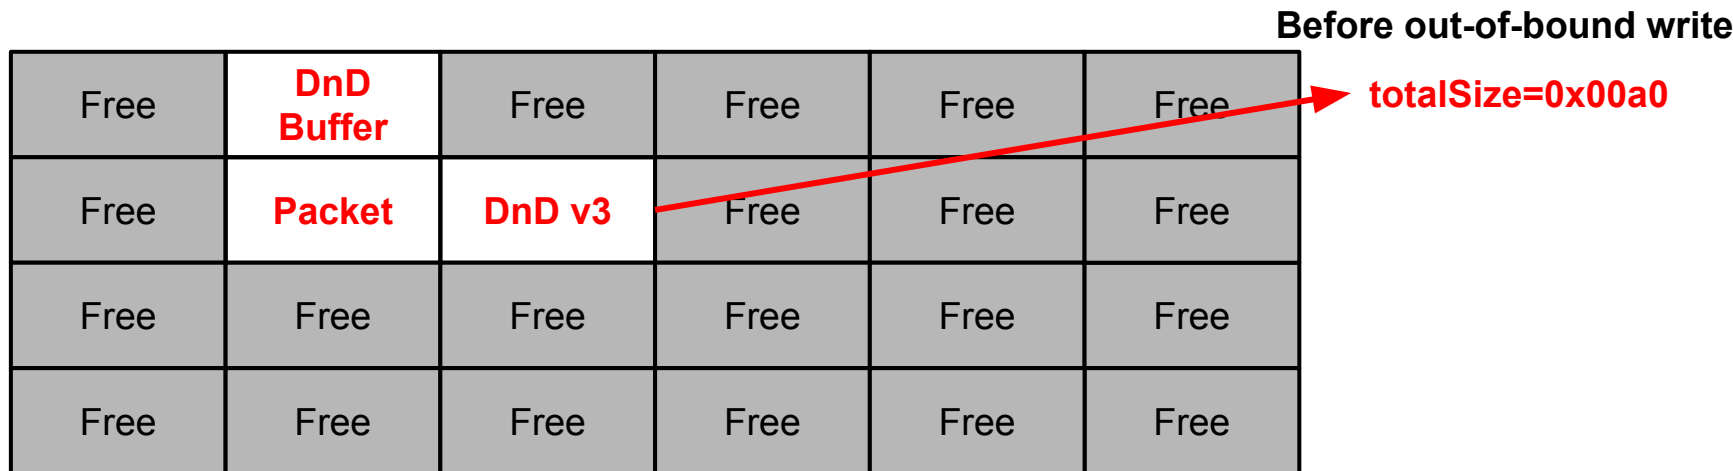 Before out-of-bound write
Free DnD Buffer Free Free Free Free totalSize=0x00a0
Free Packet DnD v3 Free Free Free
Free Free Free Free Free Free
Free Free Free Free Free Free